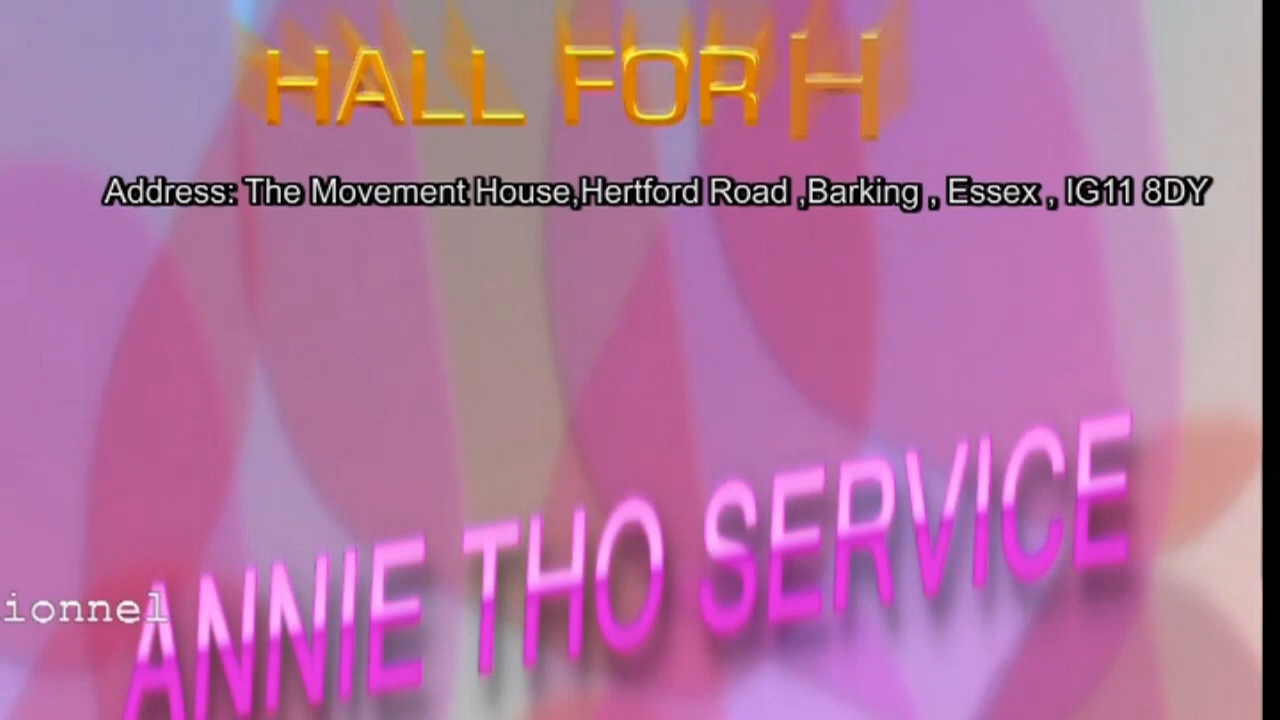 HALL FOR H
Address: The Movement House,Hertford Road ,Barking , Essex , IG11 8DY
ANNIE THO SERVICE
ionnel